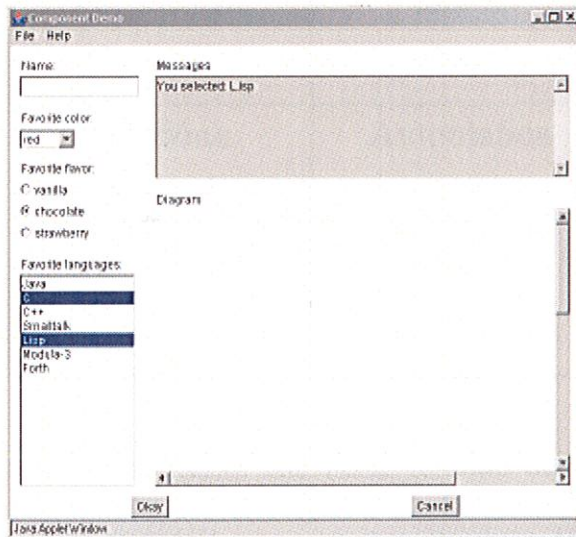 Component Demo
File Help
Name:
Favorite color:
red
Favorite flavor:
vanilla
chocolate
strawberry
Favorite languages:
Java
C
C++
Smalltalk
Lisp
Modula-3
Forth
Messages
You selected: Lisp
Diagram
Okay
Cancel
Java Applet Window